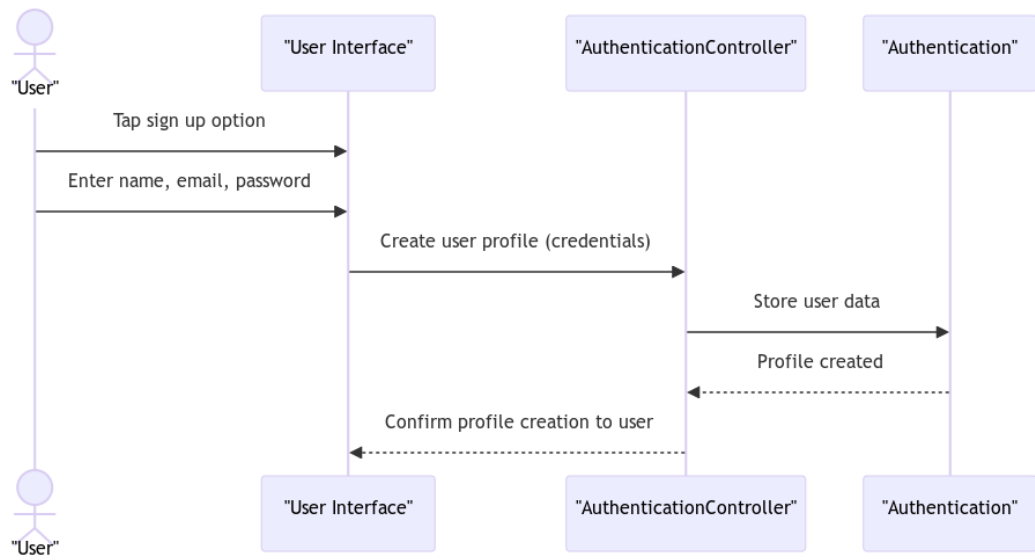 "User"
"User Interface"
"AuthenticationController"
"Authentication"
Tap sign up option
Enter name, email, password
Create user profile (credentials)
Store user data
Profile created
Confirm profile creation to user
"User"
"User Interface"
"AuthenticationController"
"Authentication"